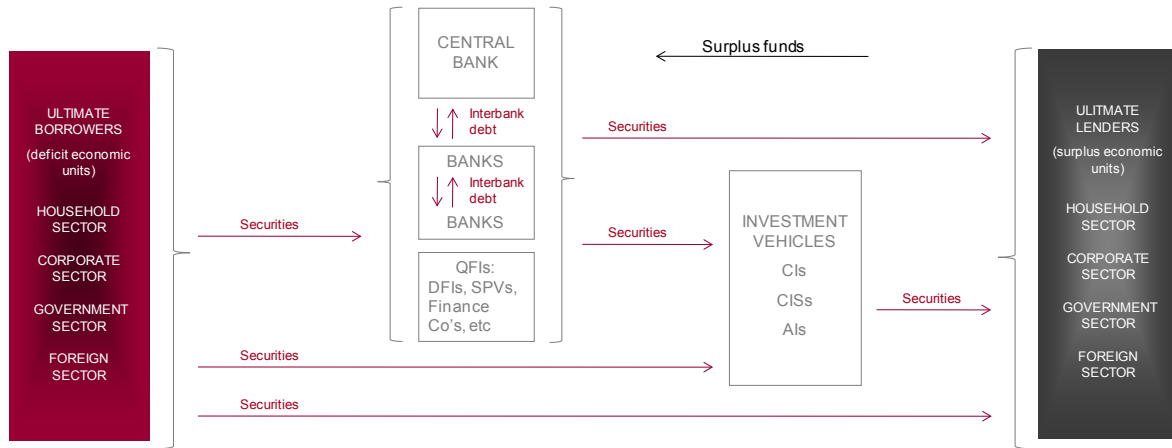 ULTIMATE
BORROWERS
(deficit economic
units)
HOUSEHOLD
SECTOR
CORPORATE
SECTOR
GOVERNMENT
SECTOR
FOREIGN
SECTOR
Securities
Securities
Securities
CENTRAL
BANK
Interbank
debt
BANKS
Interbank
debt
BANKS
QFIs:
DFIs, SPVs,
Finance
Co's, etc
Surplus funds
Securities
Securities
INVESTMENT
VEHICLES
CIs
CISs
AIs
Securities
ULITMATE
LENDERS
(surplus economic
units)
HOUSEHOLD
SECTOR
CORPORATE
SECTOR
GOVERNMENT
SECTOR
FOREIGN
SECTOR